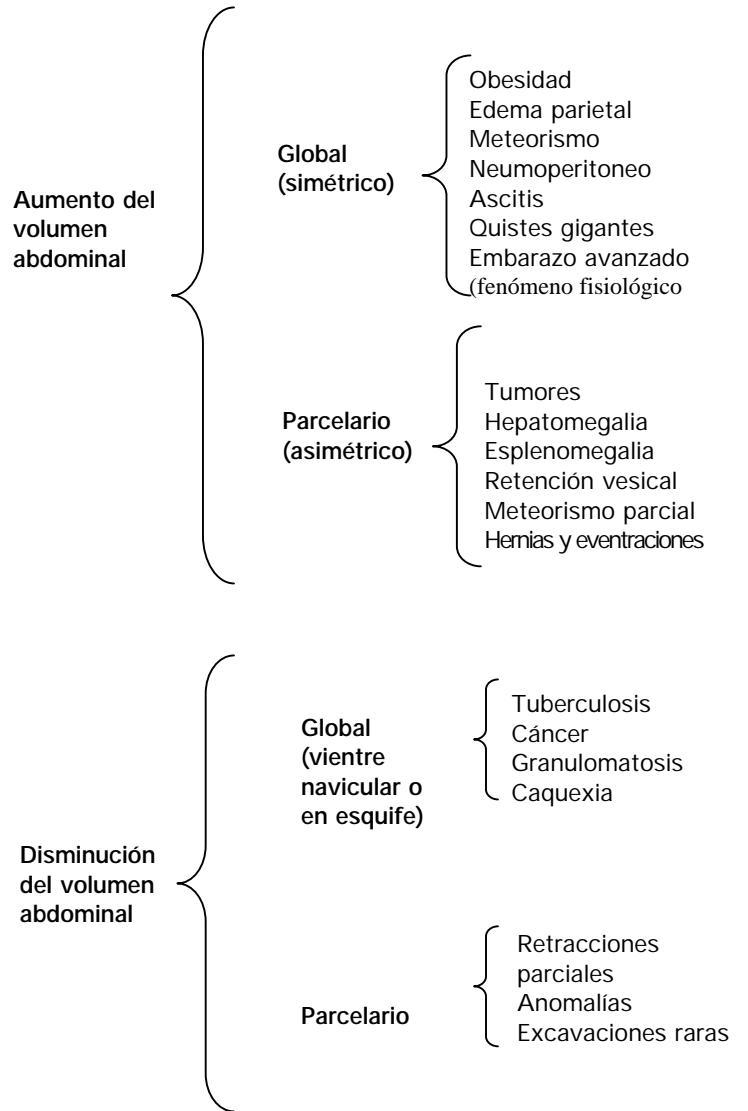 Aumento del
volumen
abdominal
Global
(simétrico)
Obesidad
Edema parietal
Meteorismo
Neumoperitoneo
Ascitis
Quistes gigantes
Embarazo avanzado
(fenómeno fisiológico
Parcelario
(asimétrico)
Tumores
Hepatomegalia
Esplenomegalia
Retención vesical
Meteorismo parcial
Hernias y eventraciones
Disminución
del volumen
abdominal
Global
(vientre
navicular o
en esquife)
Tuberculosis
Cáncer
Granulomatosis
Caquexia
Parcelario
Retracciones
parciales
Anomalías
Excavaciones raras